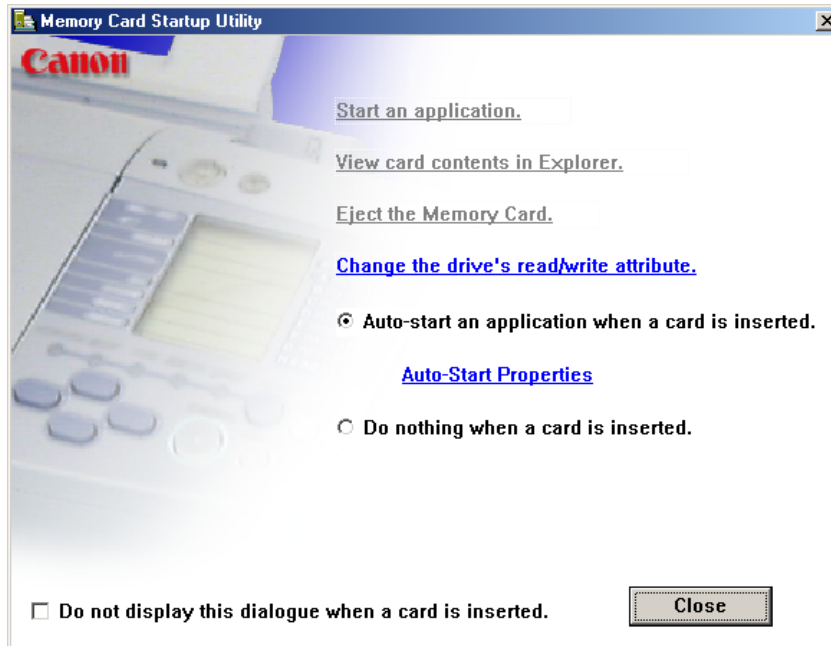 Memory Card Startup Utility
Canon
Start an application.
View card contents in Explorer.
Eject the Memory Card.
Change the drive's read/write attribute.
Auto-start an application when a card is inserted.
Auto-Start Properties
Do nothing when a card is inserted.
Do not display this dialogue when a card is inserted.
Close